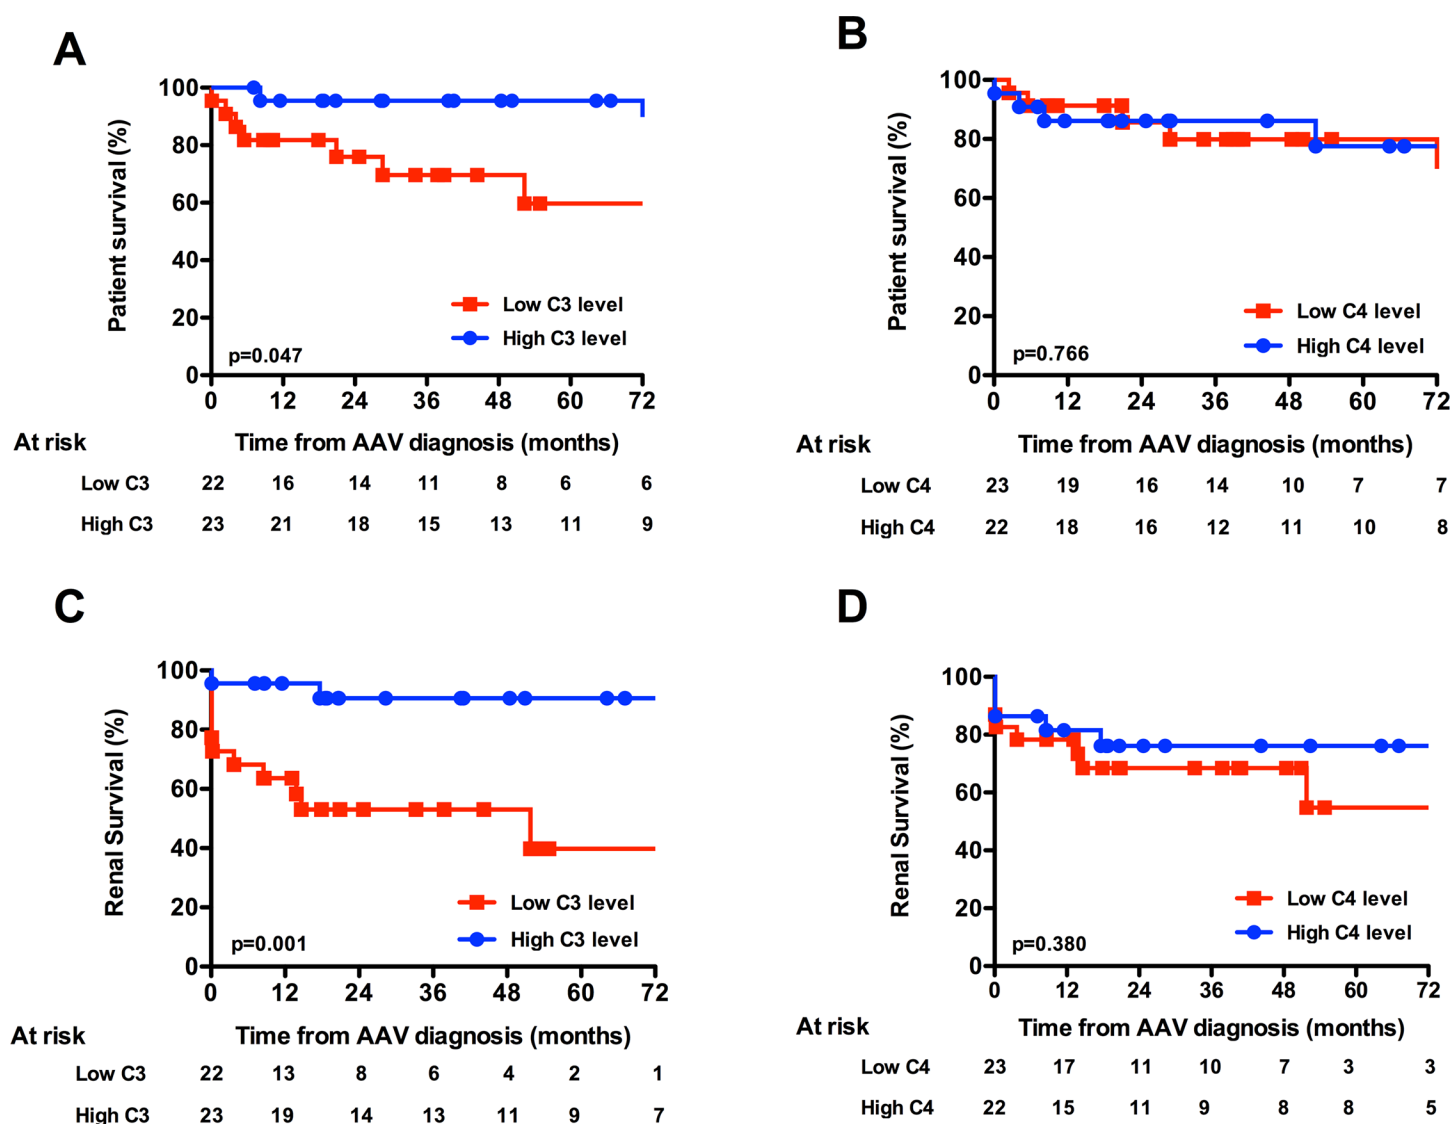 A
100
80
60
40
20
0
Patient survival (%)
Low C3 level
High C3 level
p=0.047
0 12 24 36 48 60 72
At risk Time from AAV diagnosis (months)
Low C3 22 16 14 11 8 6 6
High C3 23 21 18 15 13 11 9
B
100
80
60
40
20
0
Patient survival (%)
Low C4 level
High C4 level
p=0.766
0 12 24 36 48 60 72
At risk Time from AAV diagnosis (months)
Low C4 23 19 16 14 10 7 7
High C4 22 18 16 12 11 10 8
C
100
80
60
40
20
0
Renal Survival (%)
Low C3 level
High C3 level
p=0.001
0 12 24 36 48 60 72
At risk Time from AAV diagnosis (months)
Low C3 22 13 8 6 4 2 1
High C3 23 19 14 13 11 9 7
D
100
80
60
40
20
0
Renal Survival (%)
Low C4 level
High C4 level
p=0.380
0 12 24 36 48 60 72
At risk Time from AAV diagnosis (months)
Low C4 23 17 11 10 7 3 3
High C4 22 15 11 9 8 8 5